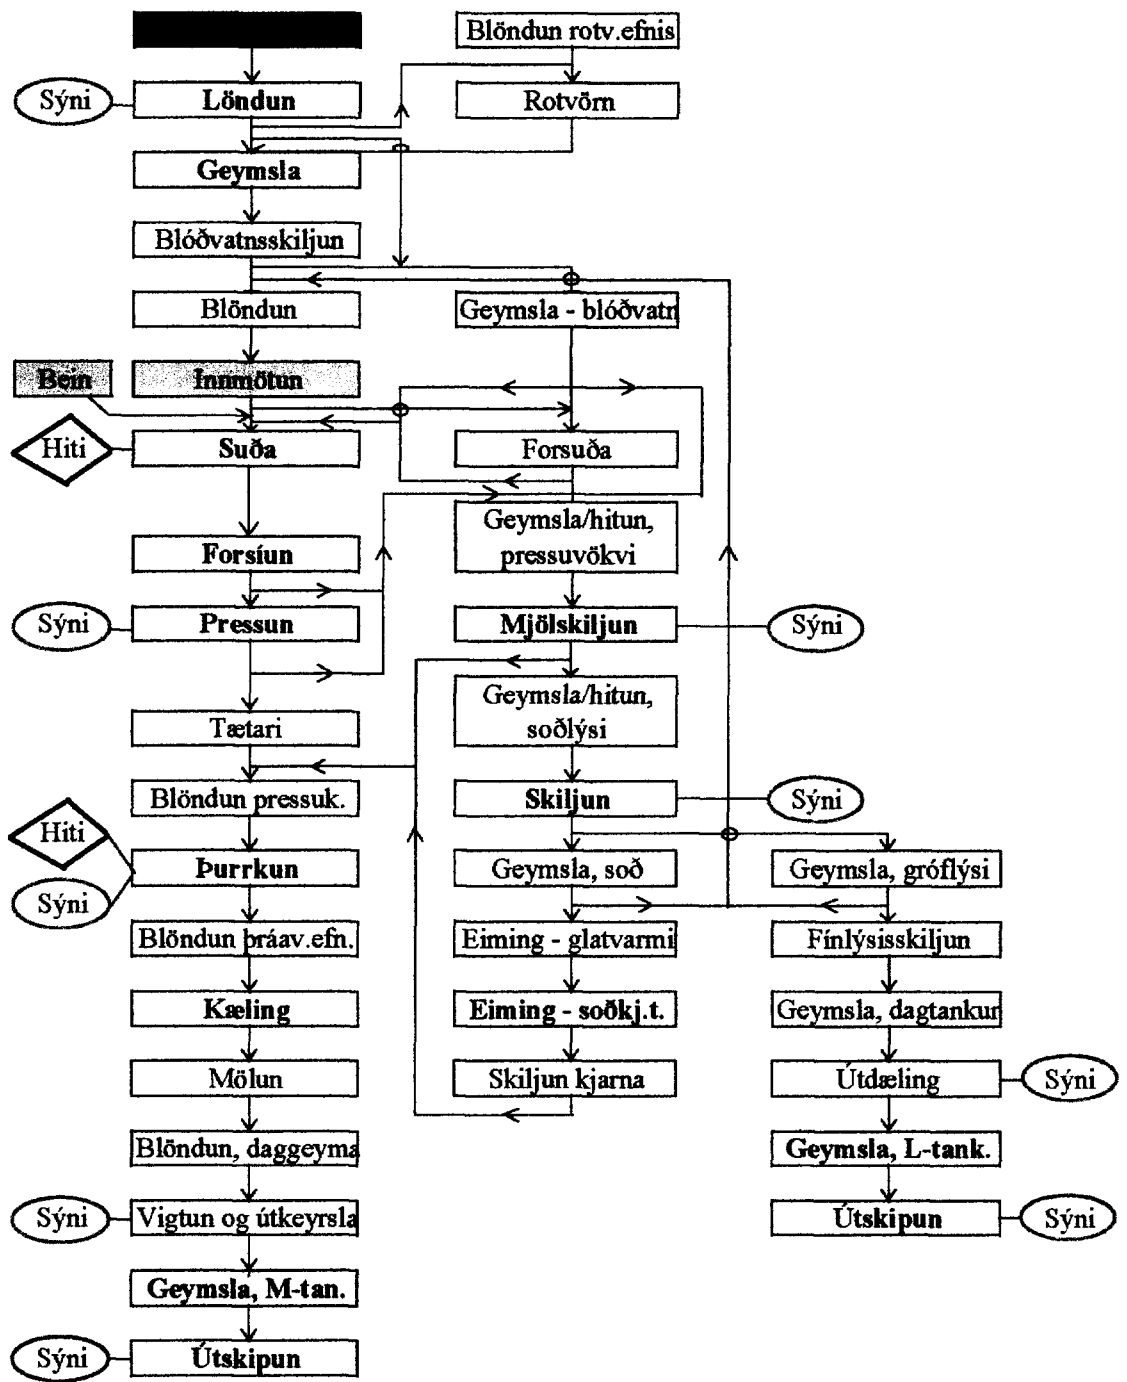 Blöndun rotv.efnis
Sýni
Löndun
Rotvörn
Geymsla
Blóðvatnsskiljun
Blöndun
Geymsla - blóðvatn
Bein
Innmötun
Hiti
Suða
Forsuða
Geymsla/hitun,
pressuvökvi
Forsíun
Sýni
Pressun
Mjölskiljun
Sýni
Geymsla/hitun,
soðlýsi
Tætari
Blöndun pressuk.
Skiljun
Sýni
Hiti
Sýni
Þurrkun
Geymsla, soð
Geymsla, gróflýsi
Blöndun þráav.efn.
Eiming - glatvarmi
Fínlýsisskiljun
Kæling
Eiming - soðkj.t.
Geymsla, dagtankur
Mölun
Skiljun kjarna
Útdæling
Sýni
Blöndun, daggeyma
Geymsla, L-tank.
Sýni
Vigtun og útkeyrsla
Útskipun
Sýni
Geymsla, M-tan.
Sýni
Útskipun